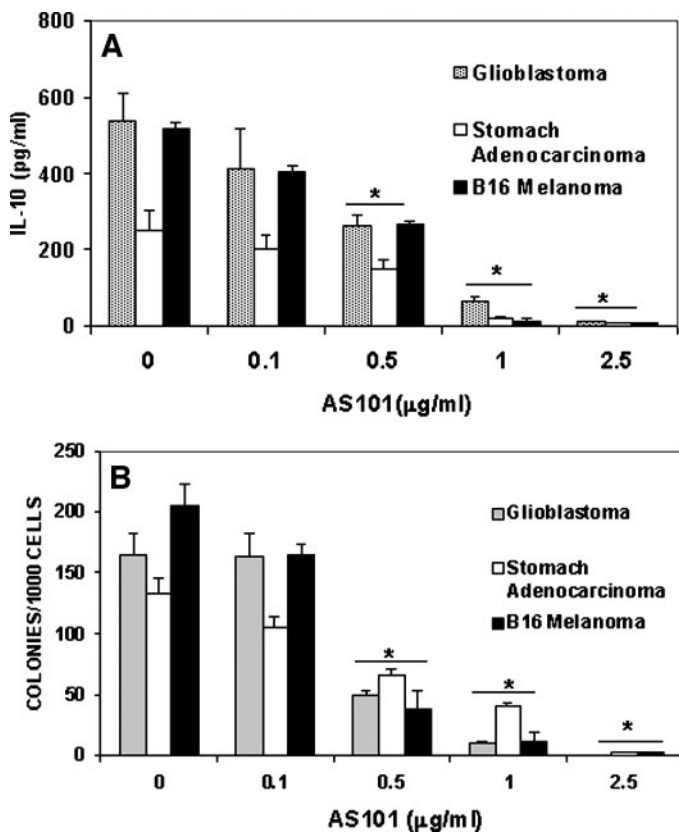 A
800
600
400
200
0
IL-10 (pg/ml)
Glioblastoma
Stomach
Adenocarcinoma
B16 Melanoma
* * *
0 0.1 0.5 1 2.5
AS101(µg/ml)
B
250
200
150
100
50
0
COLONIES/1000 CELLS
Glioblastoma
Stomach
Adenocarcinoma
B16 Melanoma
* * *
0 0.1 0.5 1 2.5
AS101 (µg/ml)